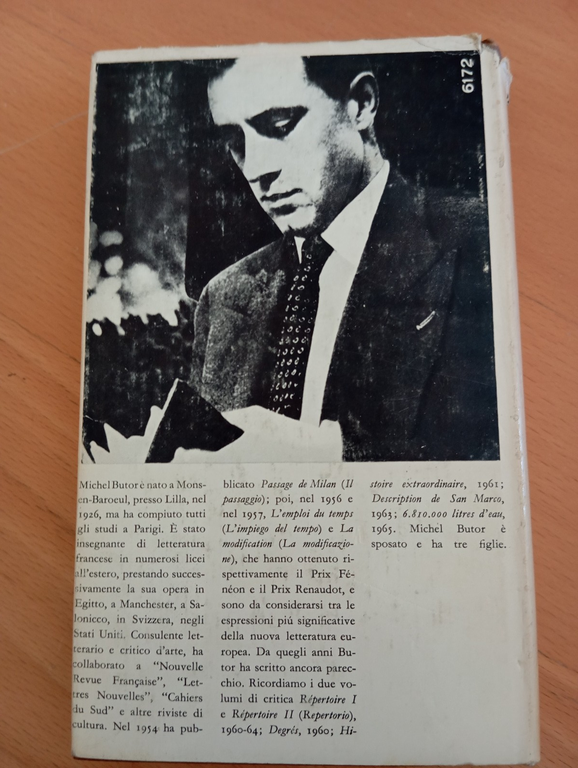 6172
Michel Butor è nato a Mons-
en-Baroeul, presso Lilla, nel
1926, ma ha compiuto tutti
gli studi a Parigi. È stato
insegnante di letteratura
francese in numerosi licei
all'estero, prestando succes-
sivamente la sua opera in
Egitto, a Manchester, a Sa-
lonicco, in Svizzera, negli
Stati Uniti. Consulente let-
terario e critico d'arte, ha
collaborato a "Nouvelle
Revue Française", "Let-
tres Nouvelles", "Cahiers
du Sud" e altre riviste di
cultura. Nel 1954 ha pub-
blicato Passage de Milan (Il
passaggio); poi, nel 1956 e
nel 1957, L'emploi du temps
(L'impiego del tempo) e La
modification (La modificazio-
ne), che hanno ottenuto ri-
spettivamente il Prix Fé-
néon e il Prix Renaudot, e
sono da considerarsi tra le
espressioni piú significative
della nuova letteratura eu-
ropea. Da quegli anni Bu-
tor ha scritto ancora parec-
chio. Ricordiamo i due vo-
lumi di critica Répertoire I
e Répertoire II (Repertorio),
1960-64; Degrés, 1960; Hi-
stoire extraordinaire, 1961;
Description de San Marco,
1963; 6.810.000 litres d'eau,
1965. Michel Butor è
sposato e ha tre figlie.